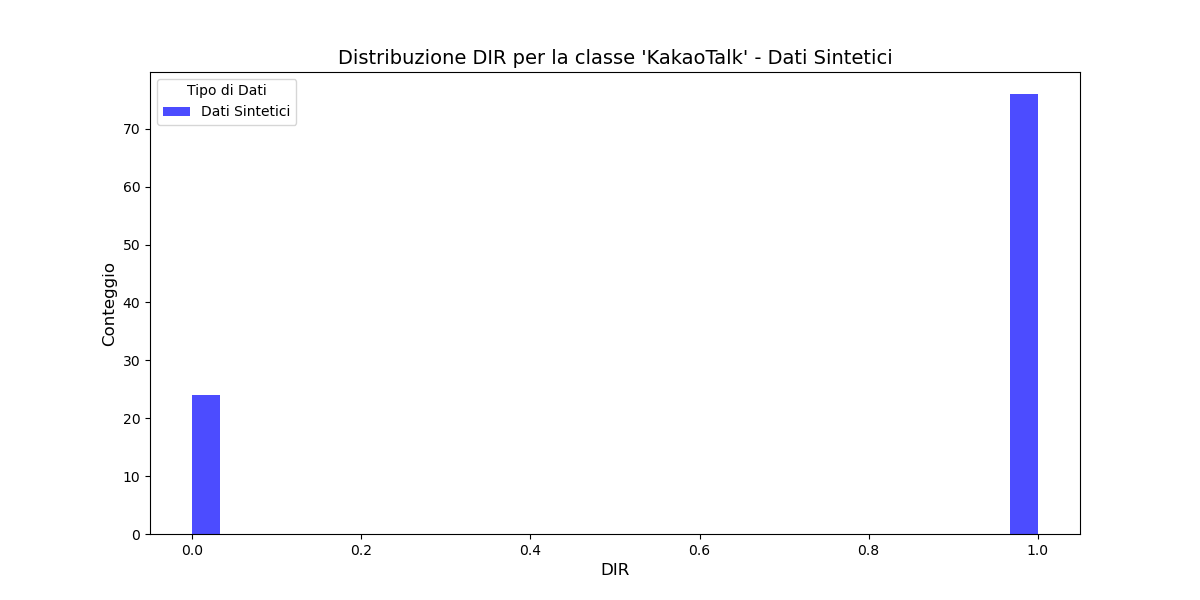 Distribuzione DIR per la classe 'KakaoTalk' - Dati Sintetici
Tipo di Dati
Dati Sintetici
Conteggio
70
60
50
40
30
20
10
0
0.0 0.2 0.4 0.6 0.8 1.0
DIR